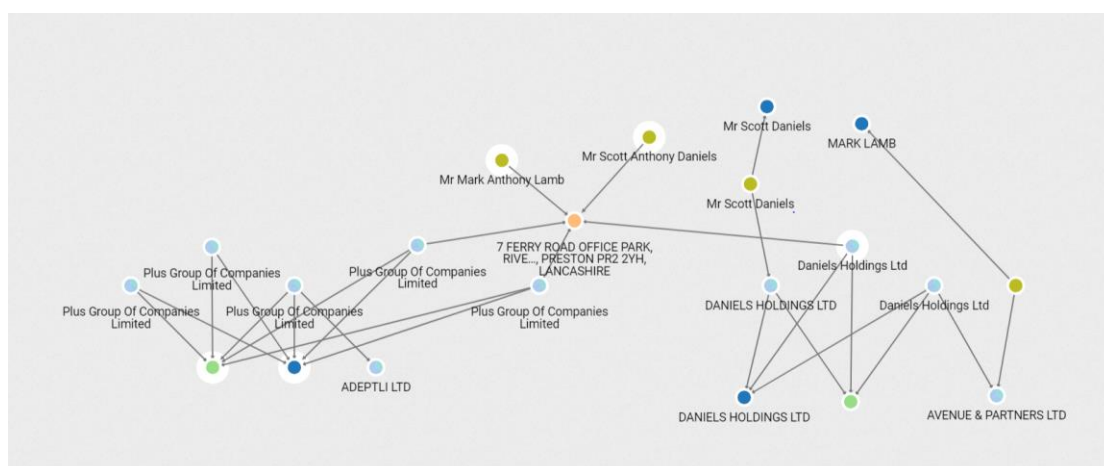 Mr Scott Daniels
MARK LAMB
Mr Scott Anthony Daniels
Mr Mark Anthony Lamb
Mr Scott Daniels
7 FERRY ROAD OFFICE PARK,
RIVE..., PRESTON PR2 2YH,
LANCASHIRE
Plus Group Of Companies
Limited
Plus Group Of Companies
Limited
Daniels Holdings Ltd
Plus Group Of Companies
Limited
Plus Group Of Companies
Limited
Plus Group Of Companies
Limited
DANIELS HOLDINGS LTD
Daniels Holdings Ltd
ADEPTLI LTD
DANIELS HOLDINGS LTD
AVENUE & PARTNERS LTD